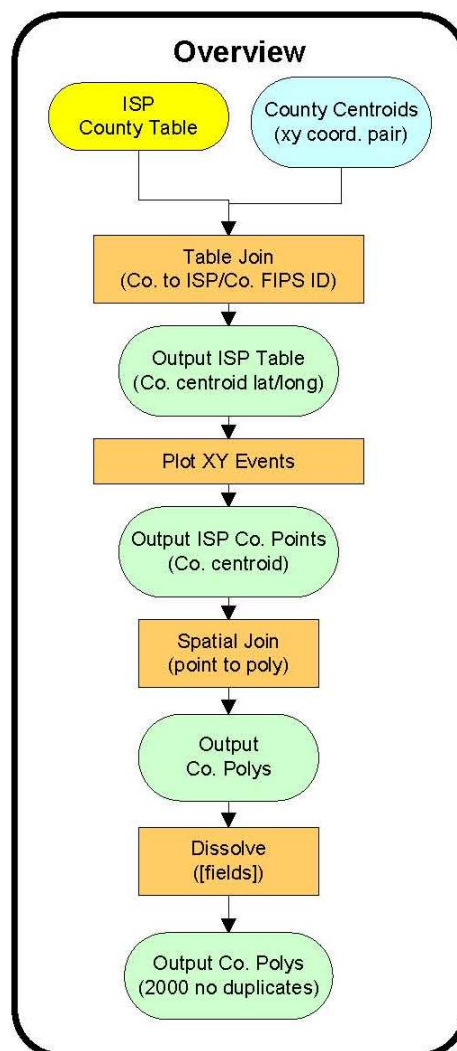 Overview
ISP
County Table
County Centroids
(xy coord. pair)
Table Join
(Co. to ISP/Co. FIPS ID)
Output ISP Table
(Co. centroid lat/long)
Plot XY Events
Output ISP Co. Points
(Co. centroid)
Spatial Join
(point to poly)
Output
Co. Polys
Dissolve
([fields])
Output Co. Polys
(2000 no duplicates)